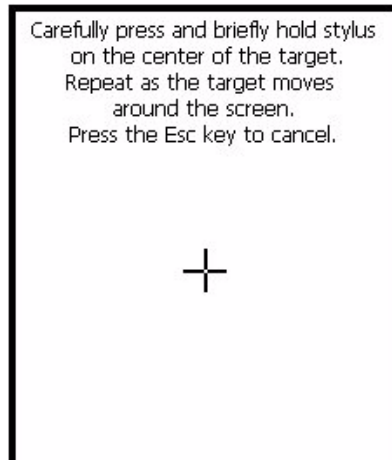 Carefully press and briefly hold stylus
on the center of the target.
Repeat as the target moves
around the screen.
Press the Esc key to cancel.